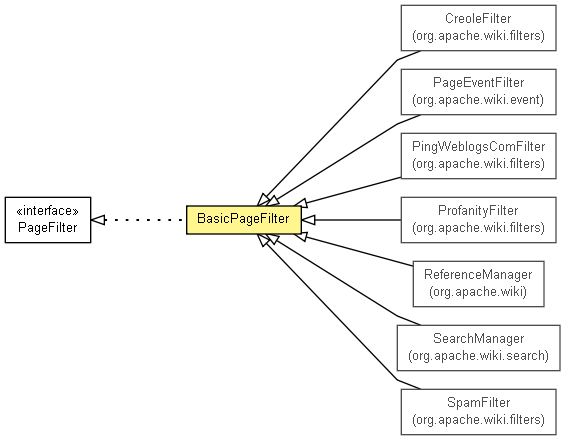 CreoleFilter
(org.apache.wiki.filters)
PageEventFilter
(org.apache.wiki.event)
PingWeblogsComFilter
(org.apache.wiki.filters)
«interface»
PageFilter
BasicPageFilter
ProfanityFilter
(org.apache.wiki.filters)
ReferenceManager
(org.apache.wiki)
SearchManager
(org.apache.wiki.search)
SpamFilter
(org.apache.wiki.filters)